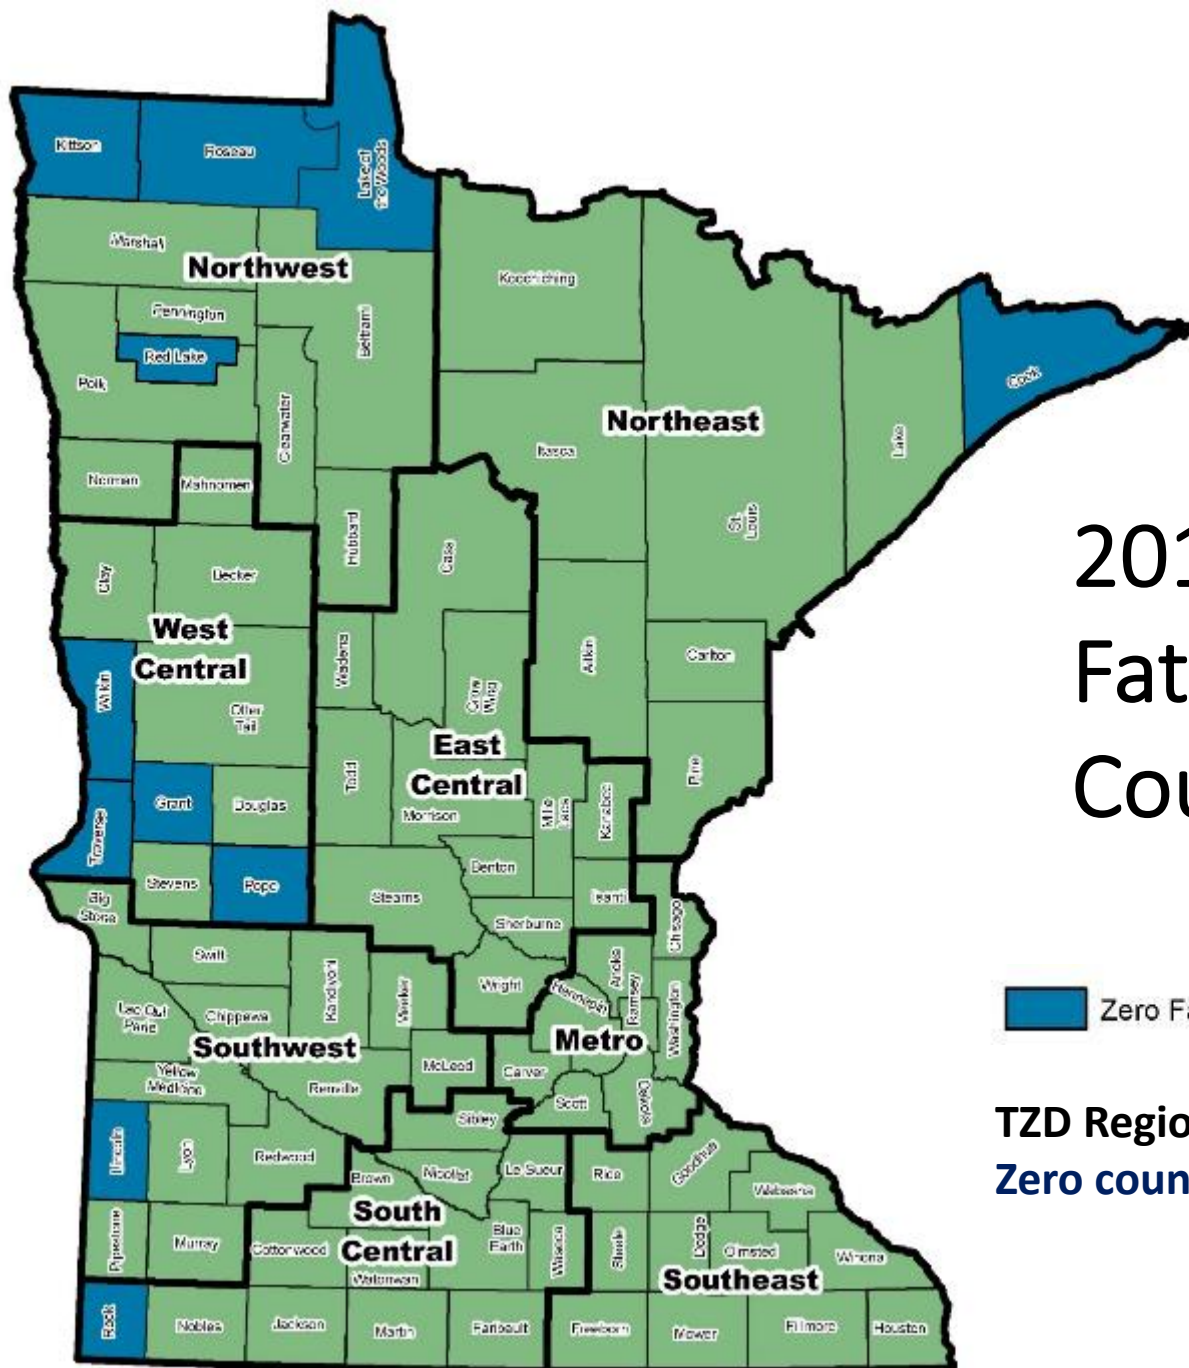 Kittson
Roseau
Lake of
the Woods
Marshall
Northwest
Koochiching
Pennington
Beltrami
Red Lake
Polk
Cook
Clearwater
Northeast
Itasca
Lake
Norman
Mahnomen
St.
Louis
Hubbard
Cass
Clay
Becker
West
Central
Wadena
Aitkin
Carlton
Wilkin
Otter
Tail
Crow
Wing
East
Central
Todd
Pine
Grant
Douglas
Morrison
Mille
Lacs
Kanabec
Traverse
Benton
Stevens
Pope
Stearns
Isanti
Big
Stone
Sherburne
Chisago
Swift
Kandiyohi
Meeker
Wright
Anoka
Hennepin
Ramsey
Washington
Lac Qui
Parle
Chippewa
Southwest
Metro
McLeod
Carver
Yellow
Medicine
Renville
Scott
Dakota
Sibley
Lincoln
Lyon
Redwood
Brown
Nicollet
Le Sueur
Rice
Goodhue
Wabasha
South
Central
Pipestone
Murray
Cottonwood
Watonwan
Blue
Earth
Waseca
Steele
Dodge
Olmsted
Winona
Southeast
Rock
Nobles
Jackson
Martin
Faribault
Freeborn
Mower
Fillmore
Houston
201
Fat
Cou
Zero Fa
TZD Regio
Zero coun